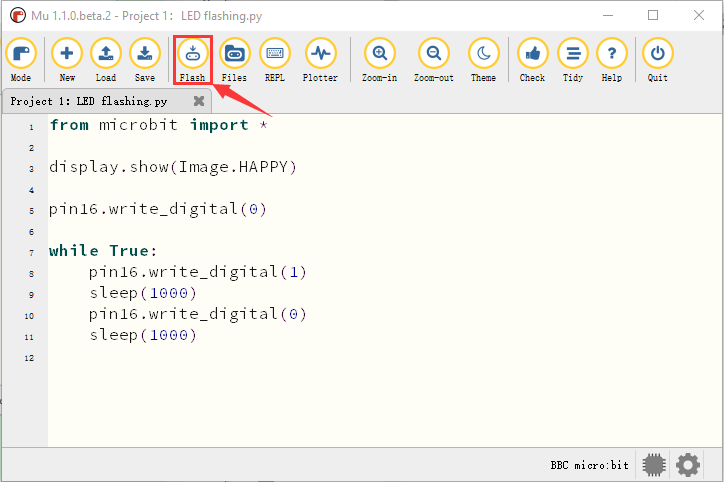 Mu 1.1.0.beta.2 - Project 1: LED flashing.py
Mode New Load Save Flash Files REPL Plotter Zoom-in Zoom-out Theme Check Tidy Help Quit
Project 1: LED flashing.py
1 from microbit import *
2
3 display.show(Image.HAPPY)
4
5 pin16.write_digital(0)
6
7 while True:
8     pin16.write_digital(1)
9     sleep(1000)
10     pin16.write_digital(0)
11     sleep(1000)
12
BBC micro:bit